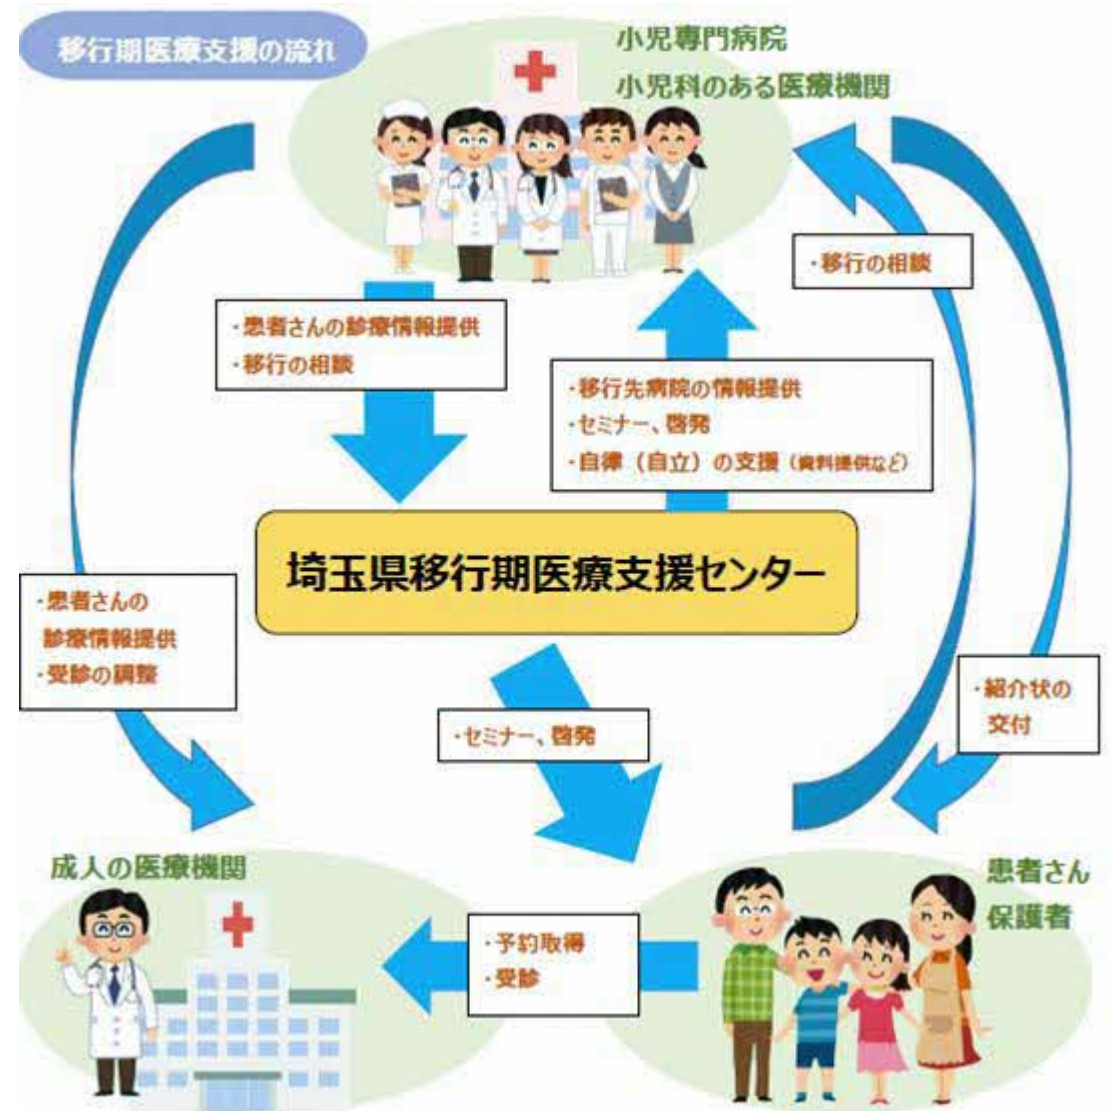 移行期医療支援の流れ
小児専門病院
小児科のある医療機関
・移行の相談
・患者さんの診療情報提供
・移行の相談
・移行先病院の情報提供
・セミナー、啓発
・自律（自立）の支援（資料提供など）
埼玉県移行期医療支援センター
・患者さんの
診療情報提供
・受診の調整
・紹介状の
交付
・セミナー、啓発
成人の医療機関
患者さん
保護者
・予約取得
・受診